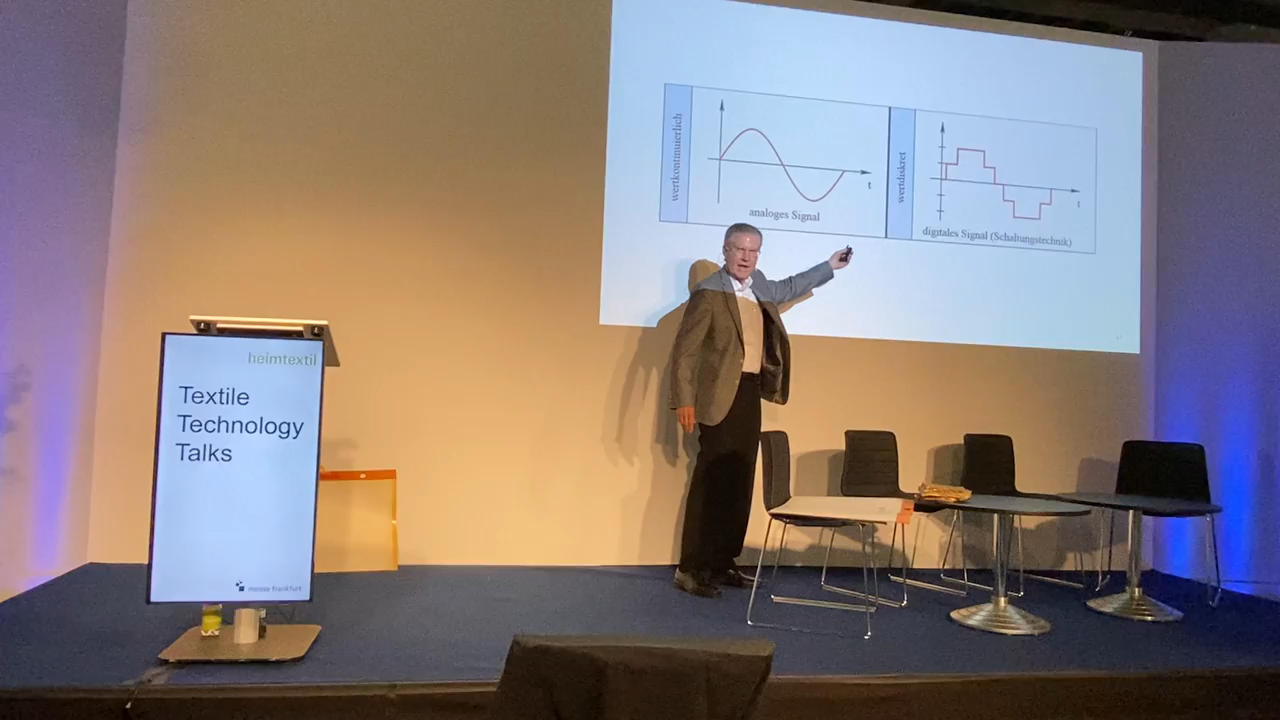 wertkontinuierlich
t
analoges Signal
wertdiskret
t
digitales Signal (Schaltungstechnik)
heimtextil
Textile
Technology
Talks
messe frankfurt